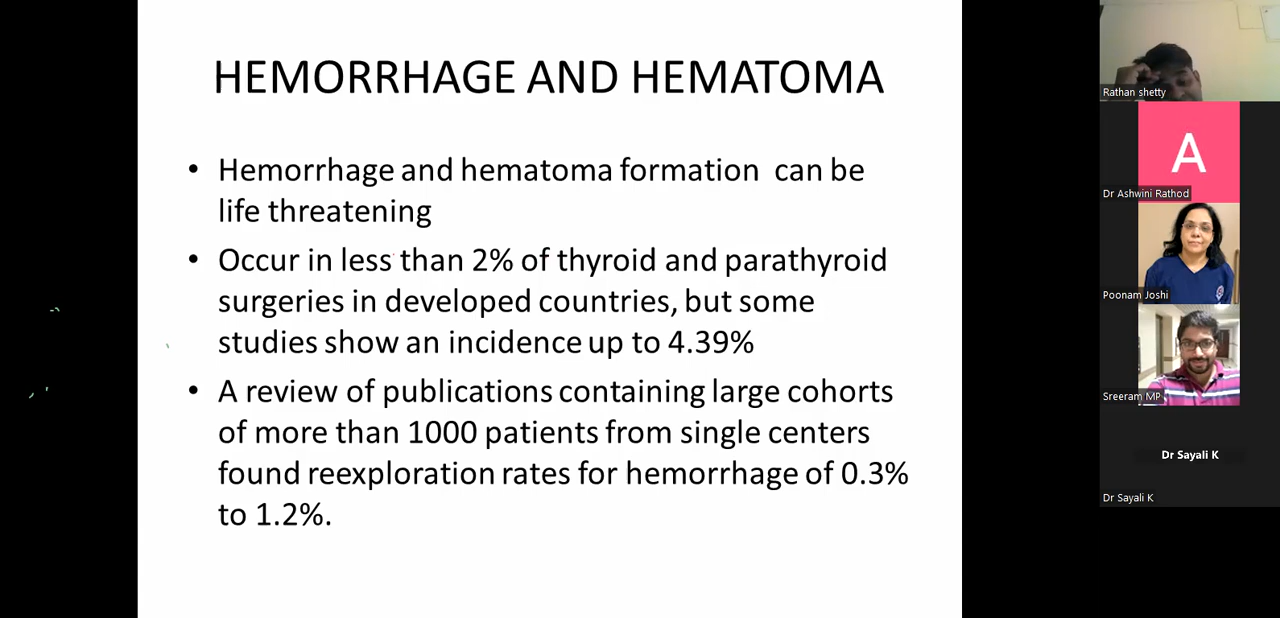 HEMORRHAGE AND HEMATOMA
• Hemorrhage and hematoma formation can be
life threatening
• Occur in less than 2% of thyroid and parathyroid
surgeries in developed countries, but some
studies show an incidence up to 4.39%
• A review of publications containing large cohorts
of more than 1000 patients from single centers
found reexploration rates for hemorrhage of 0.3%
to 1.2%.
Rathan shetty
A
Dr Ashwini Rathod
Poonam Joshi
Sreeram MP
Dr Sayali K
Dr Sayali K